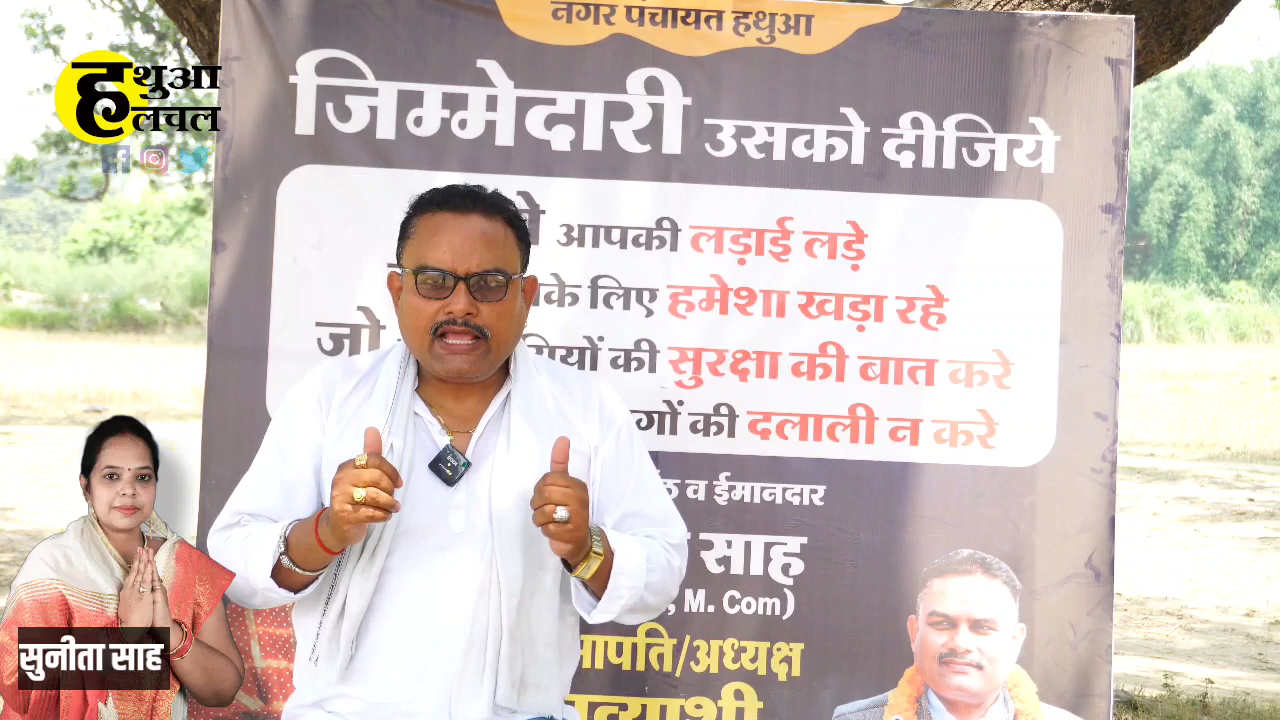 नगर पंचायत हथुआ
हथुआ
हलचल
जिम्मेदारी उसको दीजिये
आपकी लड़ाई लड़े
के लिए हमेशा खड़ा रहे
जो की सुरक्षा की बात करे
की दलाली न करे
व ईमानदार
साह
, M. Com)
/अध्यक्ष
सुनीता साह